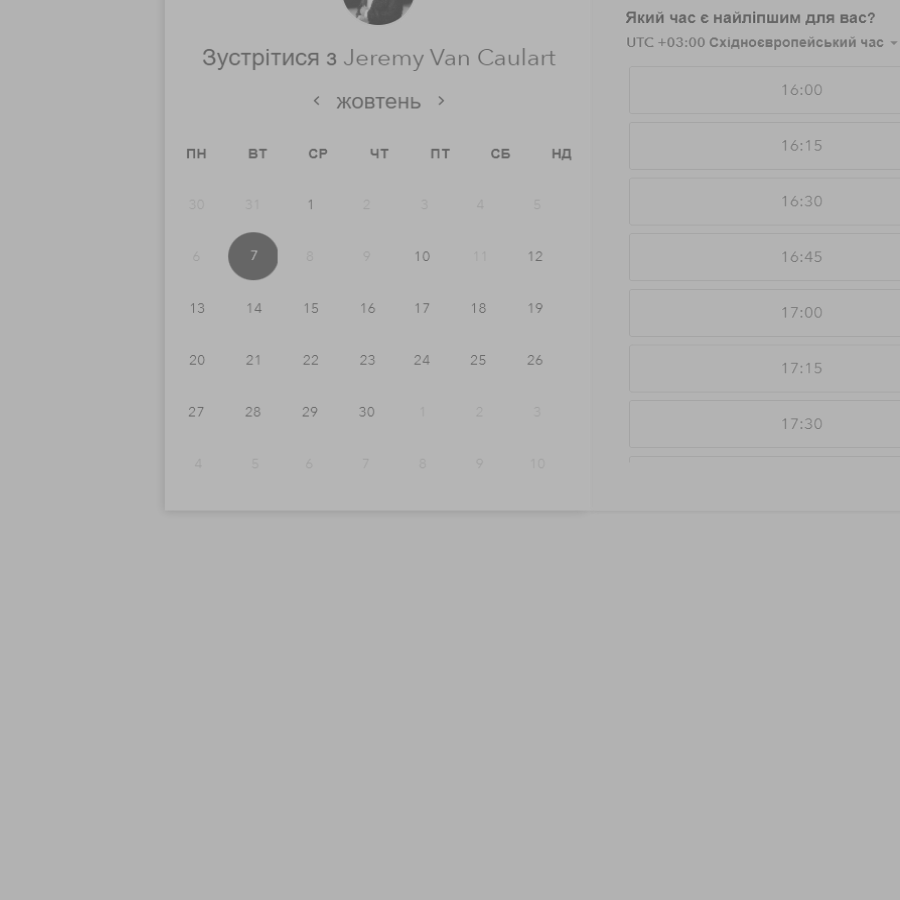 Зустрітися з Jeremy Van Caulart
жовтень
ПН ВТ СР ЧТ ПТ СБ НД
30 31 1 2 3 4 5
6 7 8 9 10 11 12
13 14 15 16 17 18 19
20 21 22 23 24 25 26
27 28 29 30 1 2 3
4 5 6 7 8 9 10
Який час є найліпшим для вас?
UTC +03:00 Східноєвропейський час
16:00
16:15
16:30
16:45
17:00
17:15
17:30